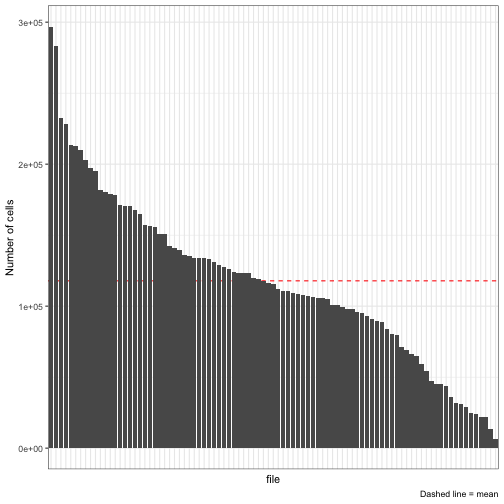 3e+05
2e+05
1e+05
0e+00
Number of cells
file
Dashed line = mean